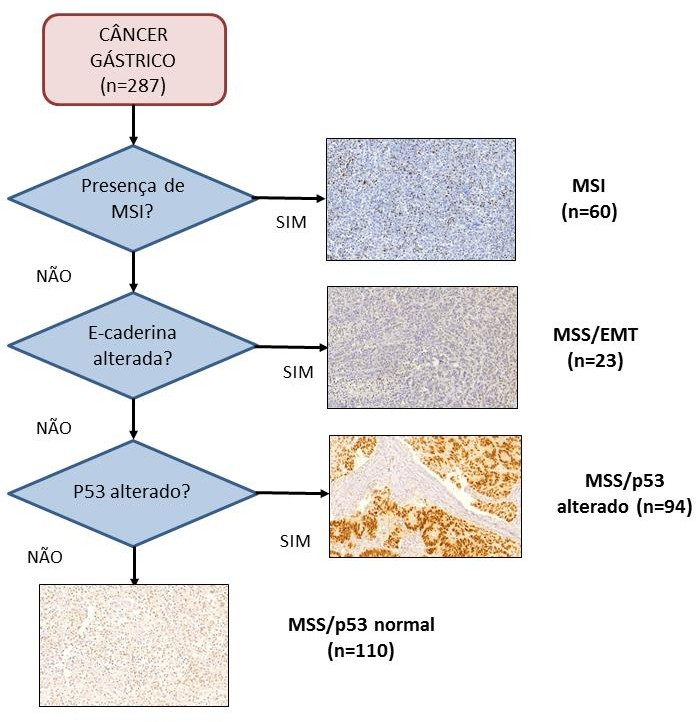 CÂNCER
GÁSTRICO
(n=287)
Presença de
MSI?
SIM
MSI
(n=60)
NÃO
E-caderina
alterada?
SIM
MSS/EMT
(n=23)
NÃO
P53 alterado?
SIM
MSS/p53
alterado (n=94)
NÃO
MSS/p53 normal
(n=110)